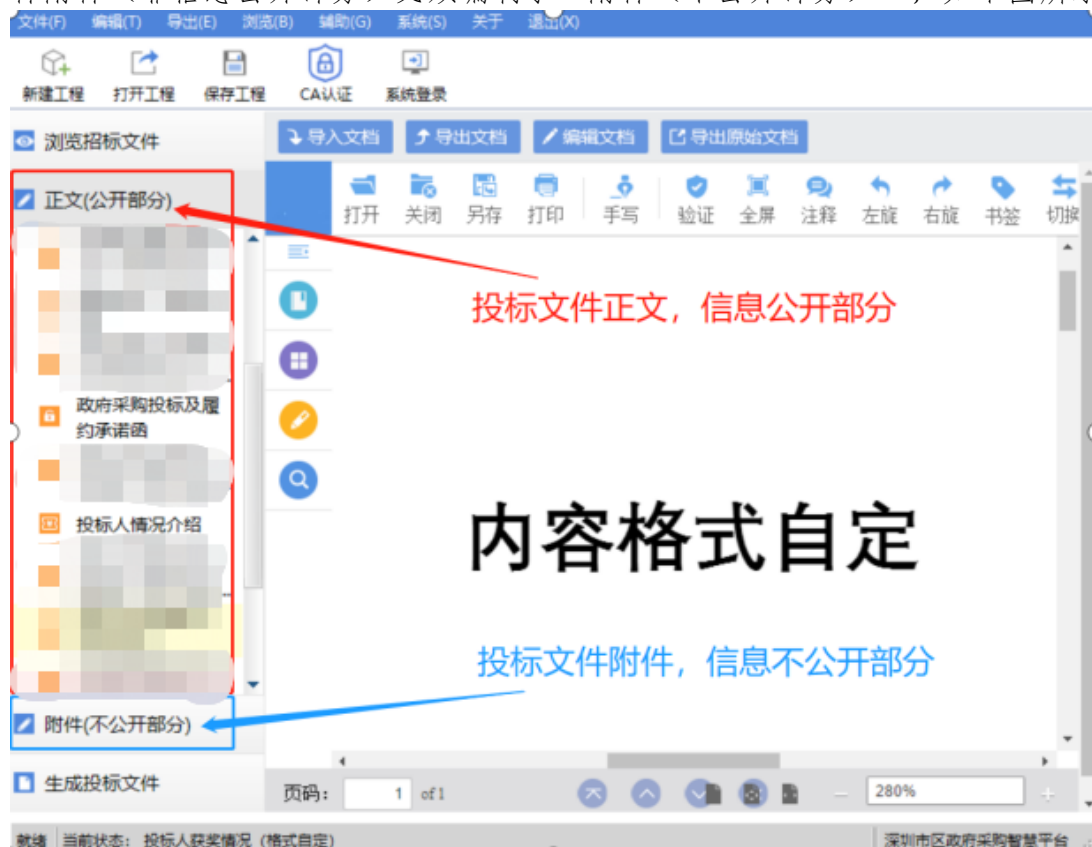 文件(F) 编辑(T) 导出(E) 浏览(B) 辅助(G) 系统(S) 关于 退出(X)
新建工程 打开工程 保存工程 CA认证 系统登录
浏览招标文件
导入文档 导出文档 编辑文档 导出原始文档
正文(公开部分)
打开 关闭 另存 打印 手写 验证 全屏 注释 左旋 右旋 书签 切换
投标文件正文，信息公开部分
政府采购投标及履
约承诺函
投标人情况介绍
内容格式自定
投标文件附件，信息不公开部分
附件(不公开部分)
生成投标文件
页码： 1 of1 280%
就绪 当前状态： 投标人获奖情况（格式自定） 深圳市区政府采购智慧平台